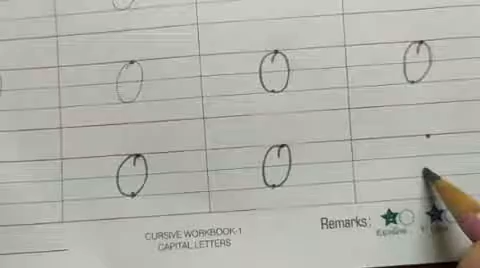 O
O O O
O O
Remarks:
CURSIVE WORKBOOK-1
CAPITAL LETTERS